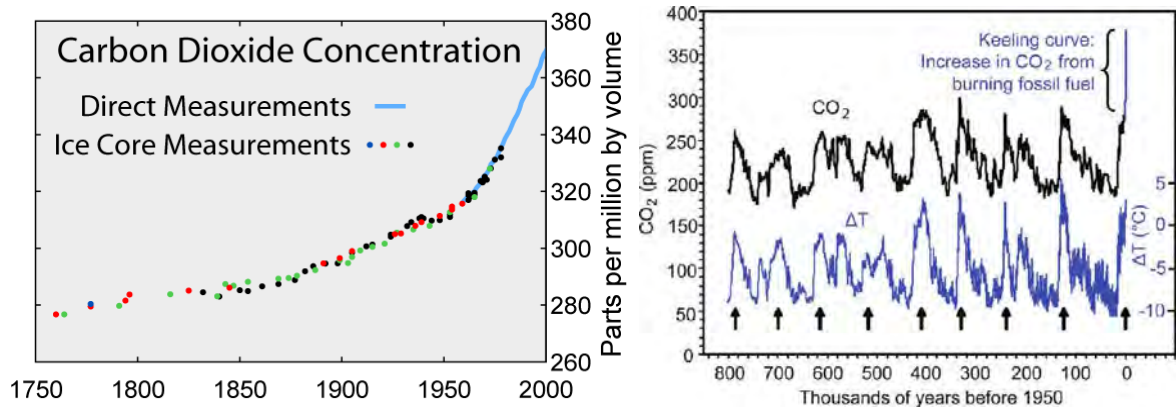 Carbon Dioxide Concentration
Direct Measurements
Ice Core Measurements
380
360
340
320
300
280
260
Parts per million by volume
1750 1800 1850 1900 1950 2000
400
350
300
250
200
150
100
50
0
CO₂ (ppm)
Keeling curve:
Increase in CO₂ from
burning fossil fuel
CO₂
ΔT
5
0
-5
-10
ΔT (°C)
800 700 600 500 400 300 200 100 0
Thousands of years before 1950